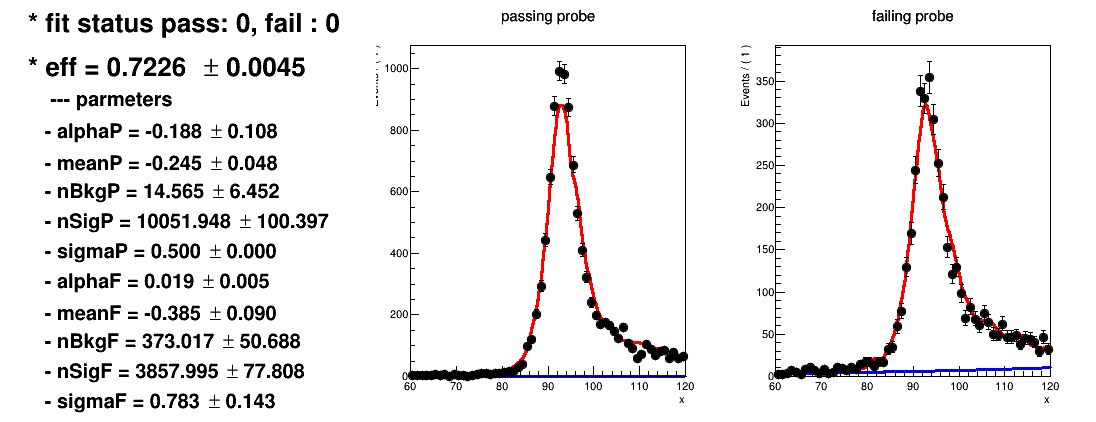 * fit status pass: 0, fail : 0
* eff = 0.7226 ± 0.0045
--- parmeters
- alphaP = -0.188 ± 0.108
- meanP = -0.245 ± 0.048
- nBkgP = 14.565 ± 6.452
- nSigP = 10051.948 ± 100.397
- sigmaP = 0.500 ± 0.000
- alphaF = 0.019 ± 0.005
- meanF = -0.385 ± 0.090
- nBkgF = 373.017 ± 50.688
- nSigF = 3857.995 ± 77.808
- sigmaF = 0.783 ± 0.143
passing probe
1000
800
600
400
200
0
60 70 80 90 100 110 120
x
failing probe
Events / ( 1 )
350
300
250
200
150
100
50
0
60 70 80 90 100 110 120
x